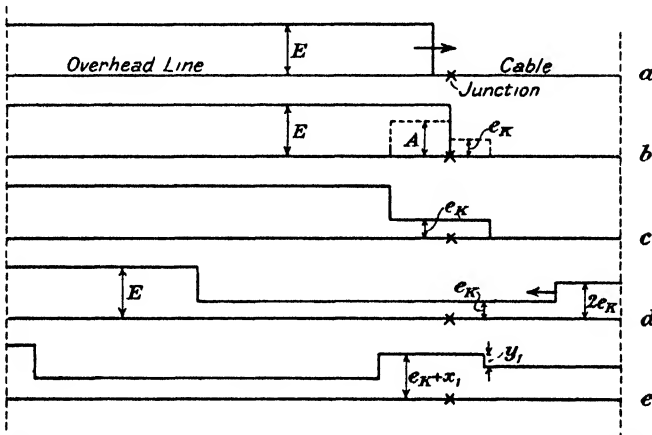 E
Overhead Line
Cable
Junction
a
E
A
e_K
b
e_K
c
E
e_K
2e_K
d
e_K+x_1
y_1
e